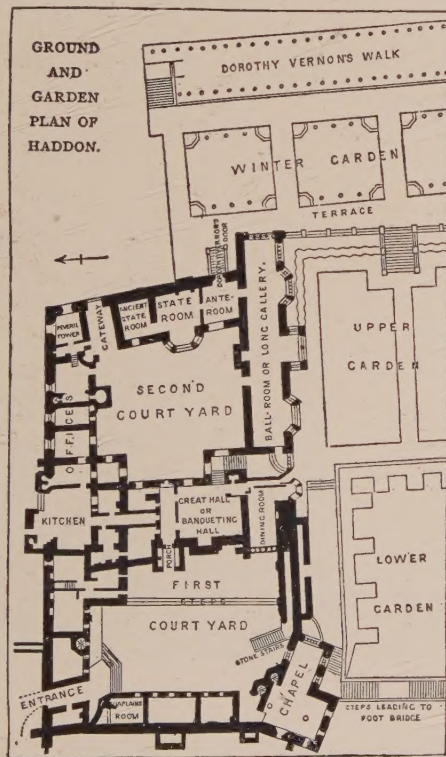 GROUND
AND
GARDEN
PLAN OF
HADDON.
DOROTHY VERNON'S WALK
WINTER GARDEN
TERRACE
DOROTHY VERNON'S
DOOR
GATEWAY
PEVERIL
TOWER
ANCIENT
STATE
ROOM
STATE
ROOM
ANTE-
ROOM
BALL-ROOM OR LONG GALLERY.
UPPER
GARDEN
OFFICES
SECOND
COURT YARD
KITCHEN
GREAT HALL
OR
BANQUETING
HALL
DINING ROOM
PORCH
LOWER
GARDEN
FIRST
STEPS
COURT YARD
STONE STAIRS
CHAPEL
ENTRANCE
CHAPLAINS
ROOM
STEPS LEADING TO
FOOT BRIDGE